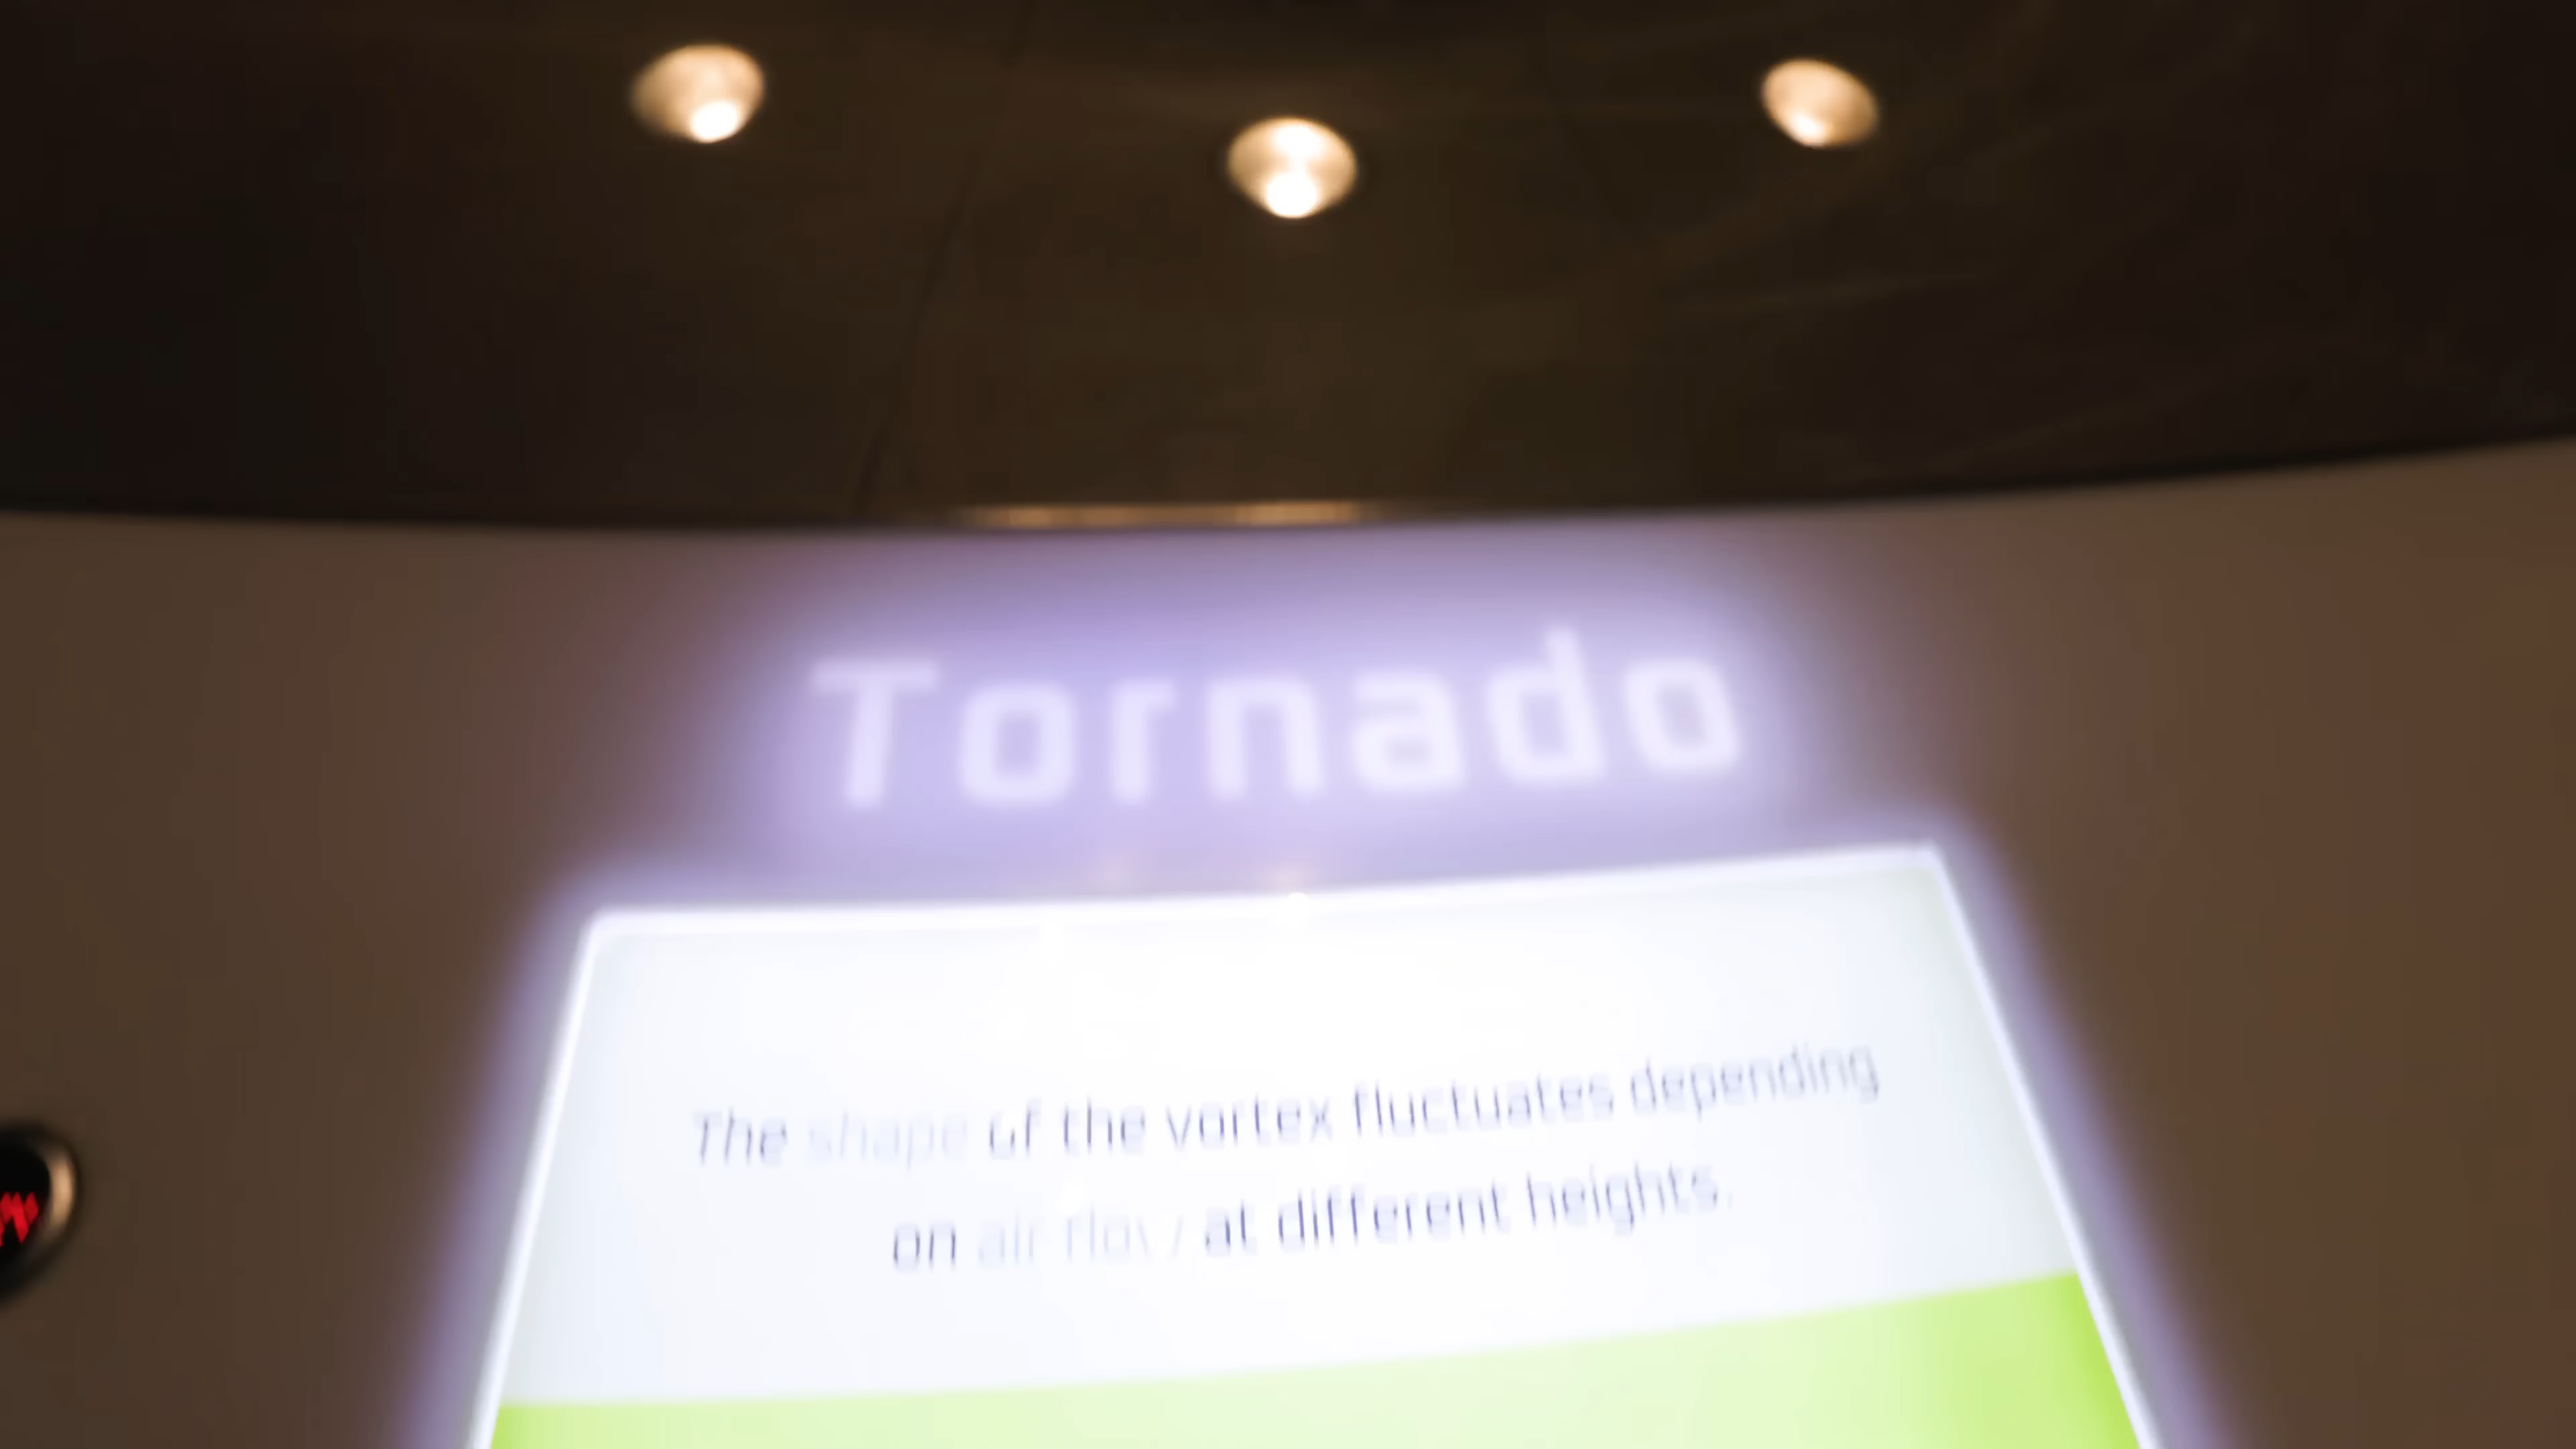 Tornado
The shape of the vortex fluctuates depending
on air flow at different heights.